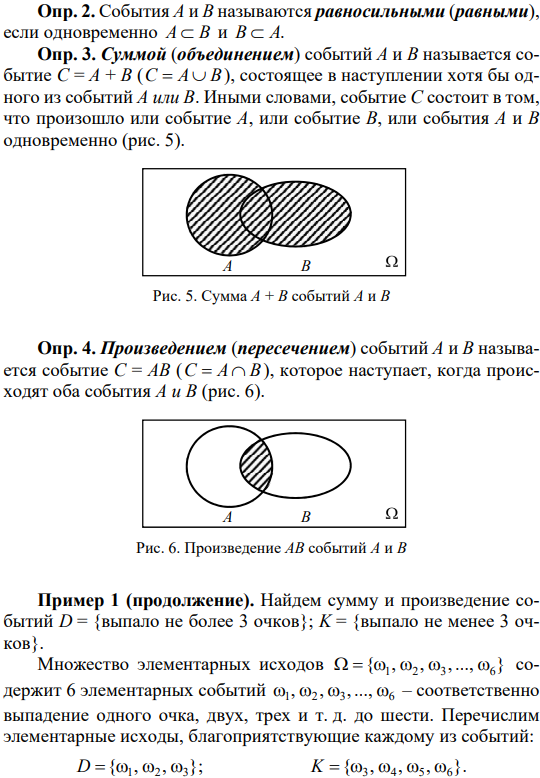 Опр. 2. События A и B называются равносильными (равными),
если одновременно A ⊂ B и B ⊂ A.
Опр. 3. Суммой (объединением) событий A и B называется со-
бытие C = A + B (C = A ∪ B), состоящее в наступлении хотя бы од-
ного из событий A или B. Иными словами, событие C состоит в том,
что произошло или событие A, или событие B, или события A и B
одновременно (рис. 5).
A B Ω
Рис. 5. Сумма A + B событий A и B
Опр. 4. Произведением (пересечением) событий A и B называ-
ется событие C = AB (C = A ∩ B), которое наступает, когда проис-
ходят оба события A и B (рис. 6).
A B Ω
Рис. 6. Произведение AB событий A и B
Пример 1 (продолжение). Найдем сумму и произведение со-
бытий D = {выпало не более 3 очков}; K = {выпало не менее 3 оч-
ков}.
Множество элементарных исходов Ω = {ω₁, ω₂, ω₃, ..., ω₆} со-
держит 6 элементарных событий ω₁, ω₂, ω₃, ..., ω₆ – соответственно
выпадение одного очка, двух, трех и т. д. до шести. Перечислим
элементарные исходы, благоприятствующие каждому из событий:
D = {ω₁, ω₂, ω₃}; K = {ω₃, ω₄, ω₅, ω₆}.